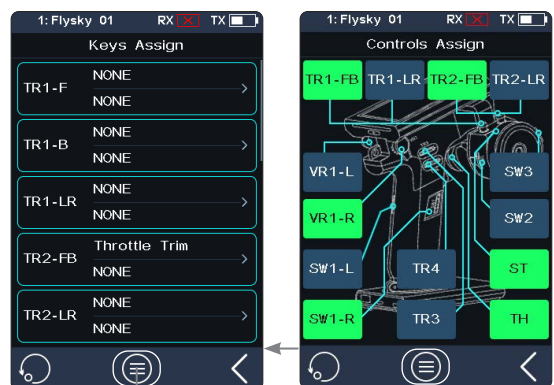 1: Flysky 01 RX TX
Keys Assign
TR1-F
NONE
NONE
TR1-B
NONE
NONE
TR1-LR
NONE
NONE
TR2-FB
Throttle Trim
NONE
TR2-LR
NONE
NONE
1: Flysky 01 RX TX
Controls Assign
TR1-FB TR1-LR TR2-FB TR2-LR
VR1-L SW3
VR1-R SW2
SW1-L TR4 ST
SW1-R TR3 TH